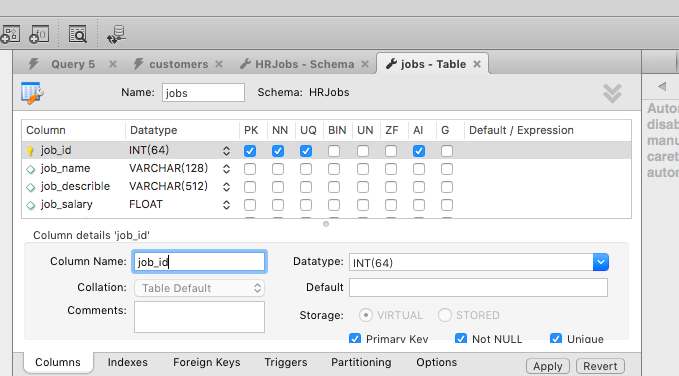 Query 5 customers HRJobs - Schema jobs - Table
Name: jobs Schema: HRJobs
Column Datatype PK NN UQ BIN UN ZF AI G Default / Expression
job_id INT(64)
job_name VARCHAR(128)
job_describle VARCHAR(512)
job_salary FLOAT
Column details 'job_id'
Column Name: job_id Datatype: INT(64)
Collation: Table Default Default
Comments: Storage: VIRTUAL STORED
Primary Key Not NULL Unique
Columns Indexes Foreign Keys Triggers Partitioning Options Apply Revert
Autom
disab
manu
caret
autom